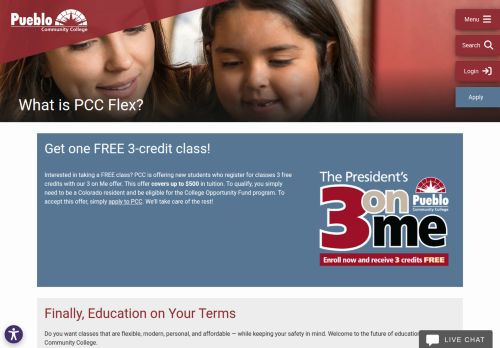 Pueblo
Community College
Menu
Search
Login
Apply
What is PCC Flex?
Get one FREE 3-credit class!
Interested in taking a FREE class? PCC is offering new students who register for classes 3 free
credits with our 3 on Me offer. This offer covers up to $500 in tuition. To qualify, you simply
need to be a Colorado resident and be eligible for the College Opportunity Fund program. To
accept this offer, simply apply to PCC. We'll take care of the rest!
The President's
3 on me
Pueblo
Community College
Enroll now and receive 3 credits FREE
Finally, Education on Your Terms
Do you want classes that are flexible, modern, personal, and affordable — while keeping your safety in mind. Welcome to the future of education
Community College.
LIVE CHAT